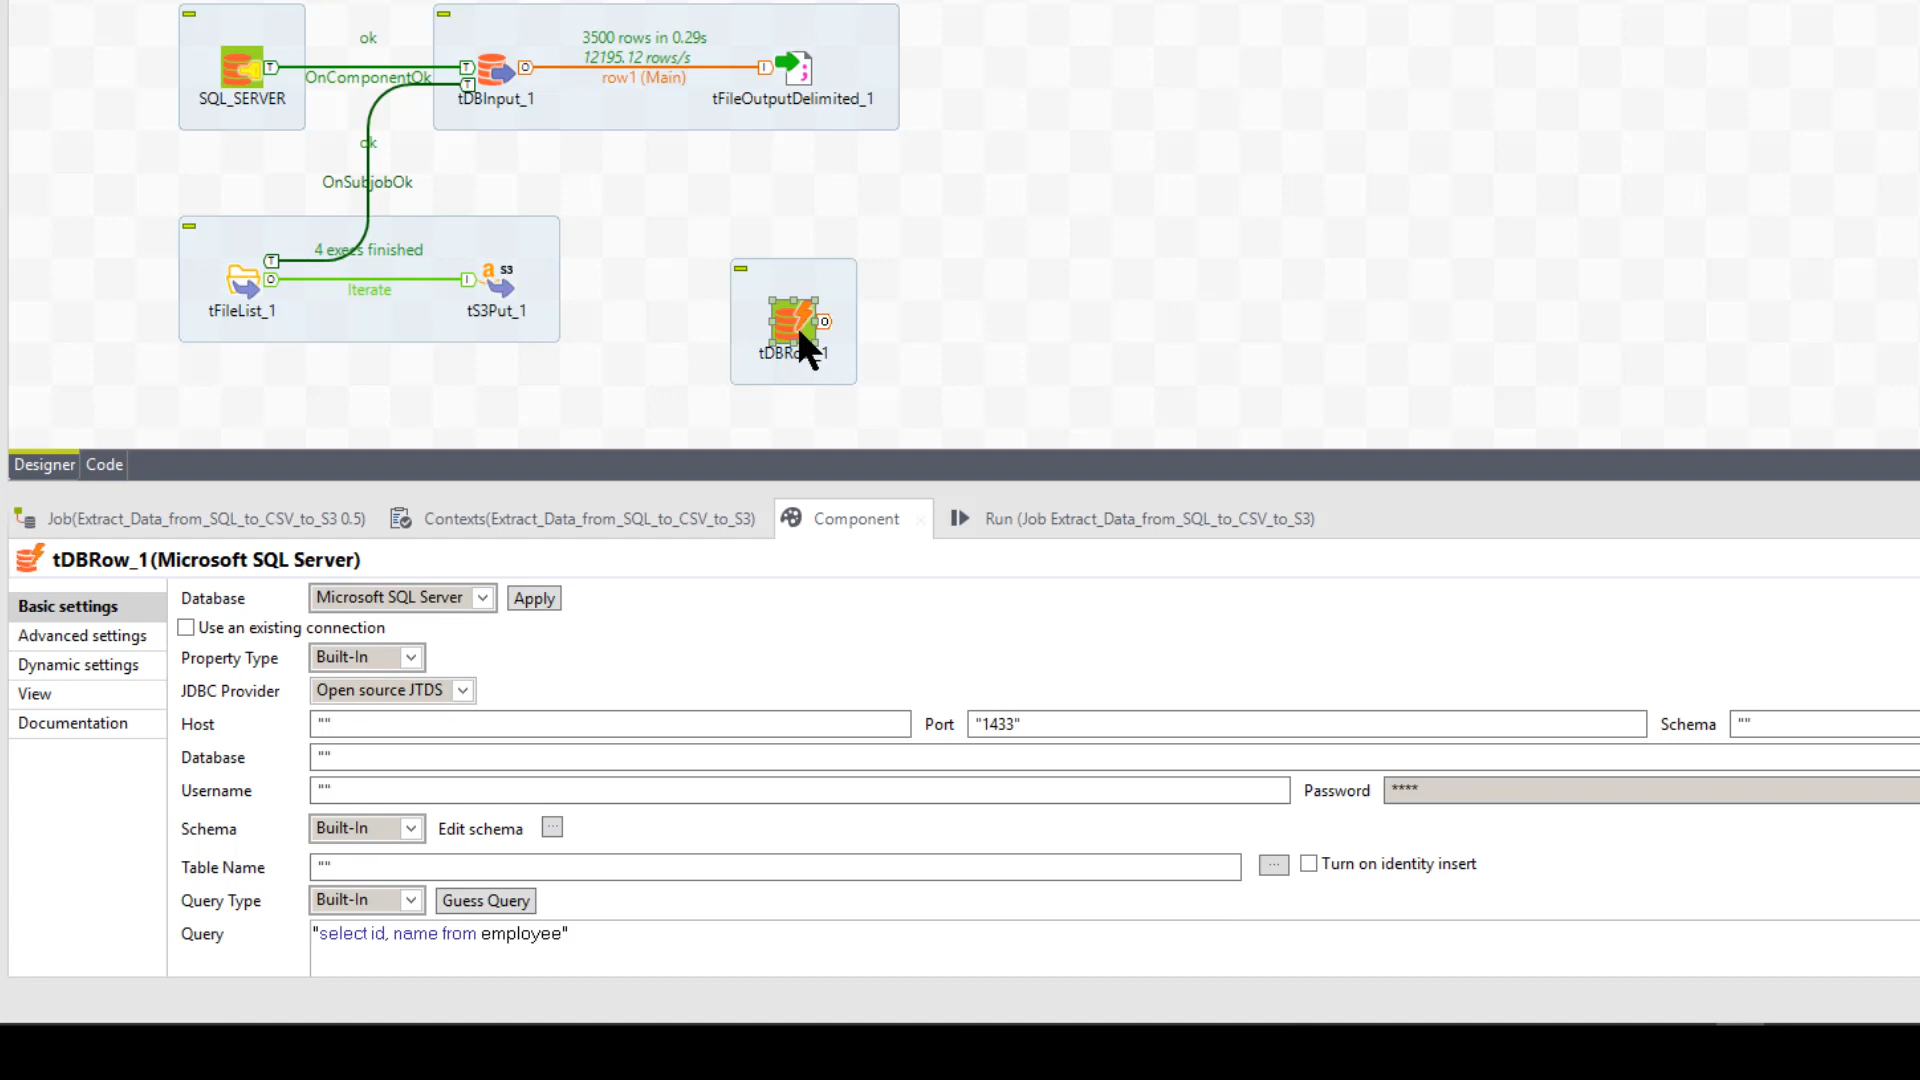 ok
3500 rows in 0.29s
12195.12 rows/s
OnComponentOk
row1 (Main)
SQL_SERVER
tDBInput_1
tFileOutputDelimited_1
ok
OnSubjobOk
4 execs finished
Iterate
S3
tFileList_1
tS3Put_1
tDBRow_1
Designer Code
Job(Extract_Data_from_SQL_to_CSV_to_S3 0.5) Contexts(Extract_Data_from_SQL_to_CSV_to_S3) Component Run (Job Extract_Data_from_SQL_to_CSV_to_S3)
tDBRow_1(Microsoft SQL Server)
Basic settings
Advanced settings
Dynamic settings
View
Documentation
Database Microsoft SQL Server Apply
Use an existing connection
Property Type Built-In
JDBC Provider Open source JTDS
Host "" Port "1433" Schema ""
Database ""
Username "" Password ****
Schema Built-In Edit schema ...
Table Name "" ... Turn on identity insert
Query Type Built-In Guess Query
Query "select id, name from employee"